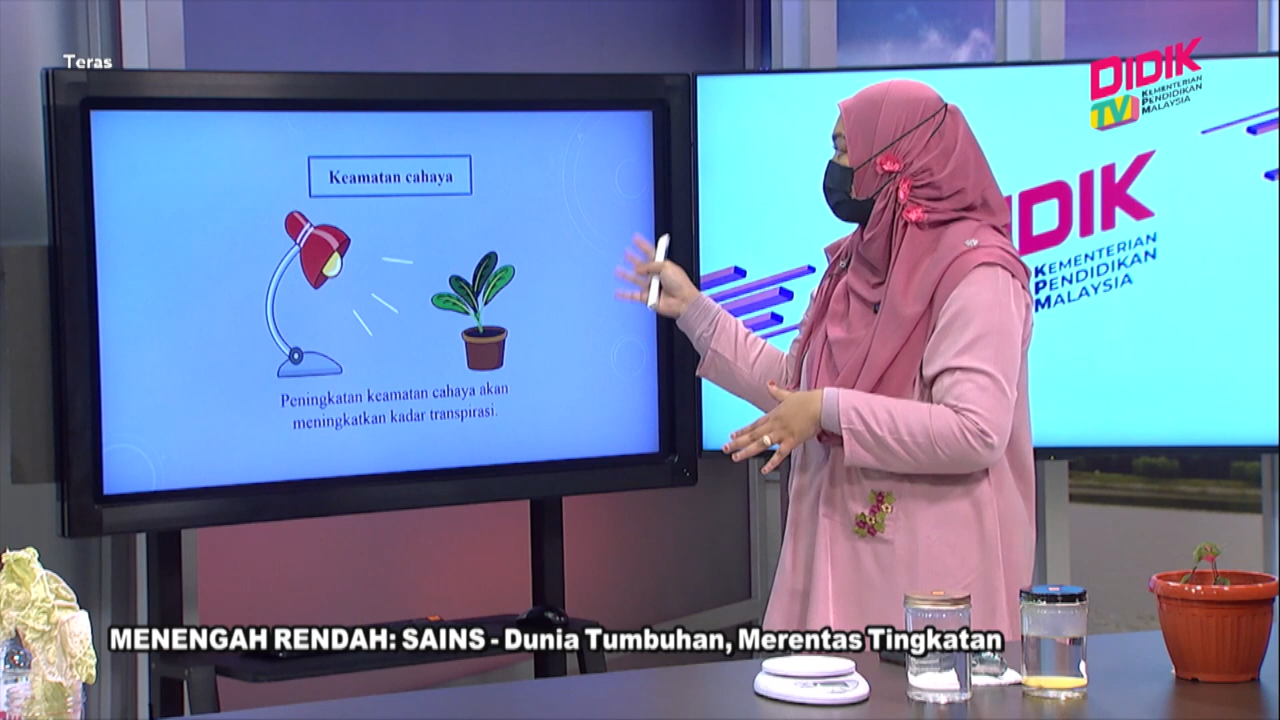 Teras
Keamatan cahaya
Peningkatan keamatan cahaya akan
meningkatkan kadar transpirasi.
DIDIK
TV
KEMENTERIAN
PENDIDIKAN
MALAYSIA
IDIK
KEMENTERIAN
PENDIDIKAN
MALAYSIA
MENENGAH RENDAH: SAINS - Dunia Tumbuhan, Merentas Tingkatan